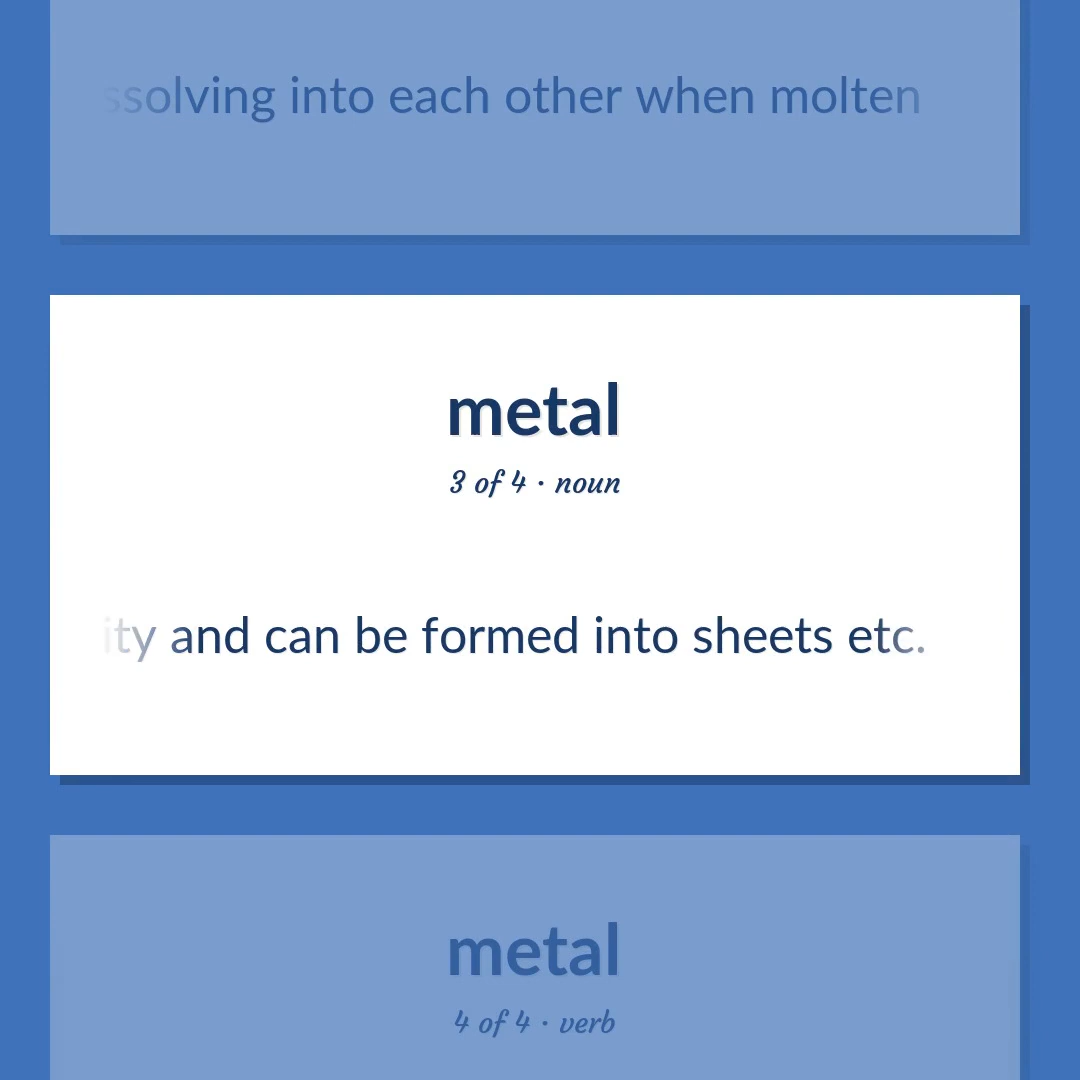 ssolving into each other when molten
metal
3 of 4 · noun
ity and can be formed into sheets etc.
metal
4 of 4 · verb